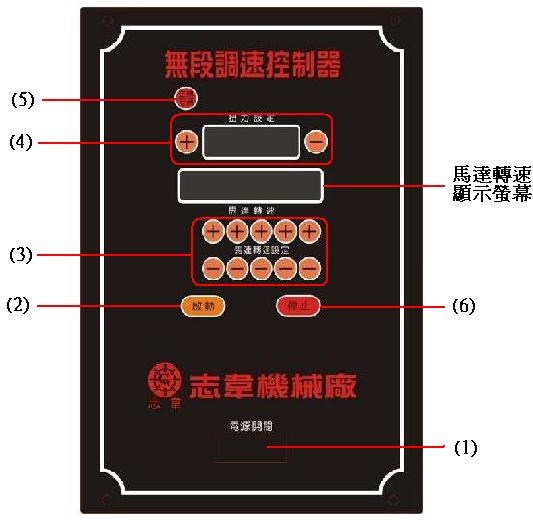 無段調速控制器
(5)
扭力設定
(4)
+ −
馬達轉速
顯示螢幕
馬達轉速
+ + + + +
(3)
馬達轉速設定
− − − − −
(2)
啟動
停止
(6)
志韋機械廠
志韋
電源開關
(1)